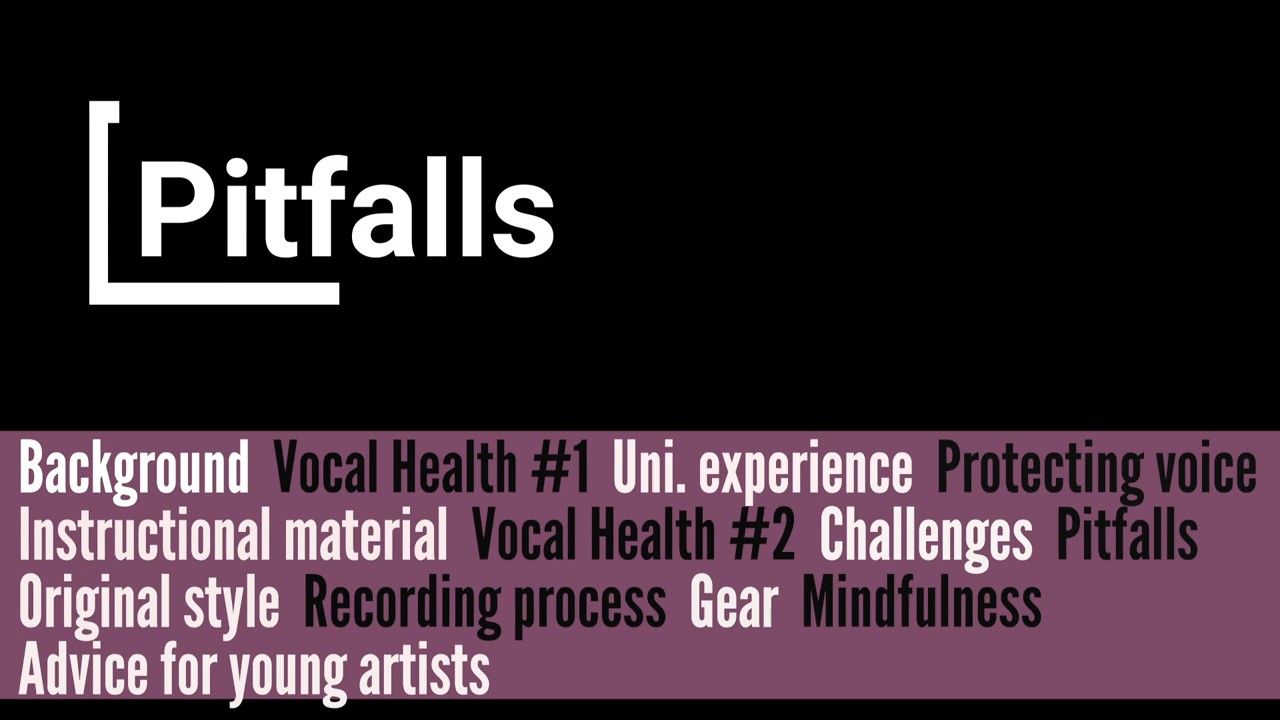 Pitfalls
Background Vocal Health #1 Uni. experience Protecting voice
Instructional material Vocal Health #2 Challenges Pitfalls
Original style Recording process Gear Mindfulness
Advice for young artists